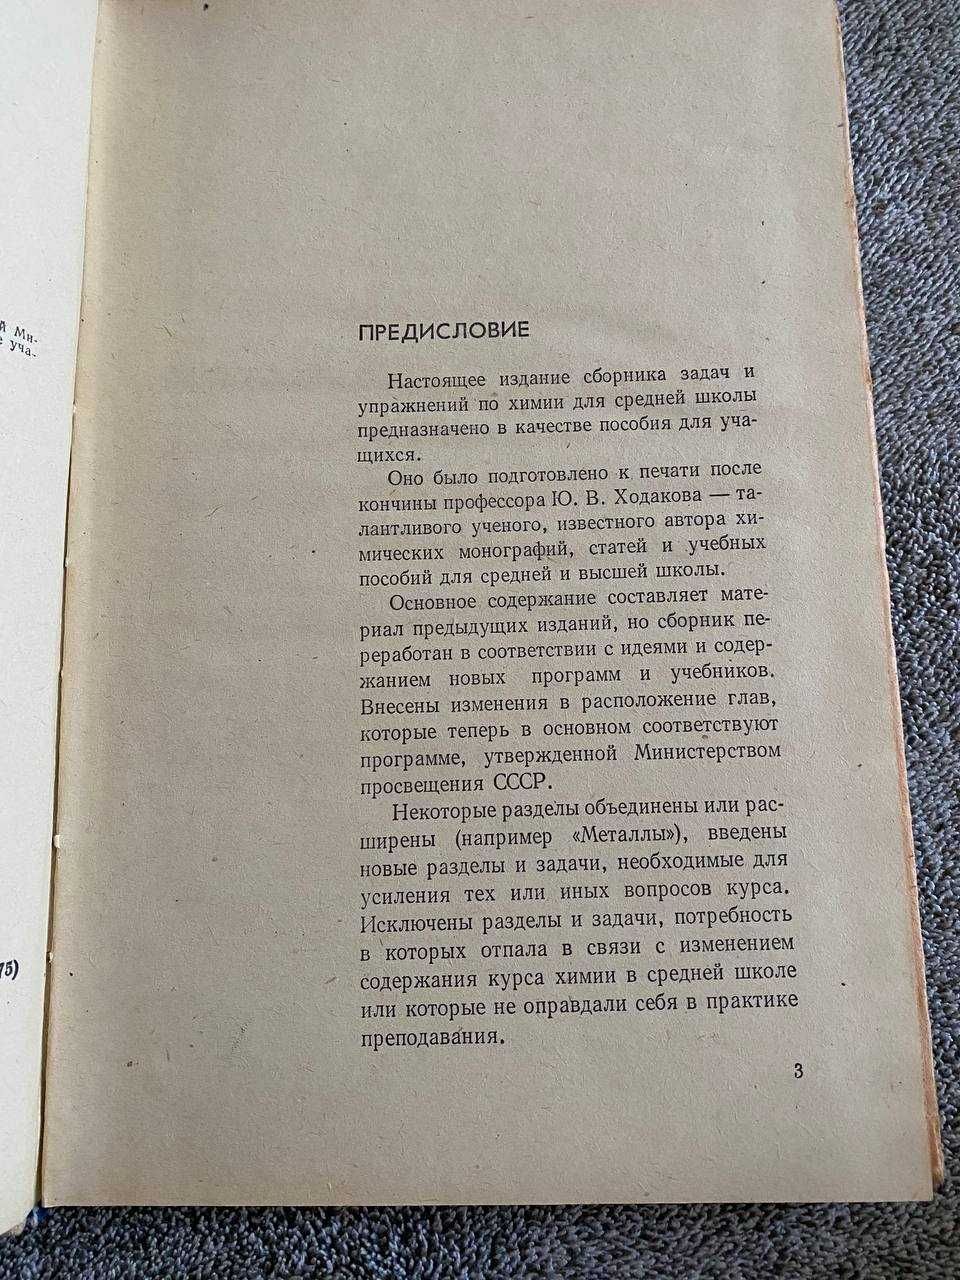 й Ми-
е уча-
75)
ПРЕДИСЛОВИЕ
Настоящее издание сборника задач и
упражнений по химии для средней школы
предназначено в качестве пособия для уча-
щихся.
Оно было подготовлено к печати после
кончины профессора Ю. В. Ходакова — та-
лантливого ученого, известного автора хи-
мических монографий, статей и учебных
пособий для средней и высшей школы.
Основное содержание составляет мате-
риал предыдущих изданий, но сборник пе-
реработан в соответствии с идеями и содер-
жанием новых программ и учебников.
Внесены изменения в расположение глав,
которые теперь в основном соответствуют
программе, утвержденной Министерством
просвещения СССР.
Некоторые разделы объединены или рас-
ширены (например «Металлы»), введены
новые разделы и задачи, необходимые для
усиления тех или иных вопросов курса.
Исключены разделы и задачи, потребность
в которых отпала в связи с изменением
содержания курса химии в средней школе
или которые не оправдали себя в практике
преподавания.
3